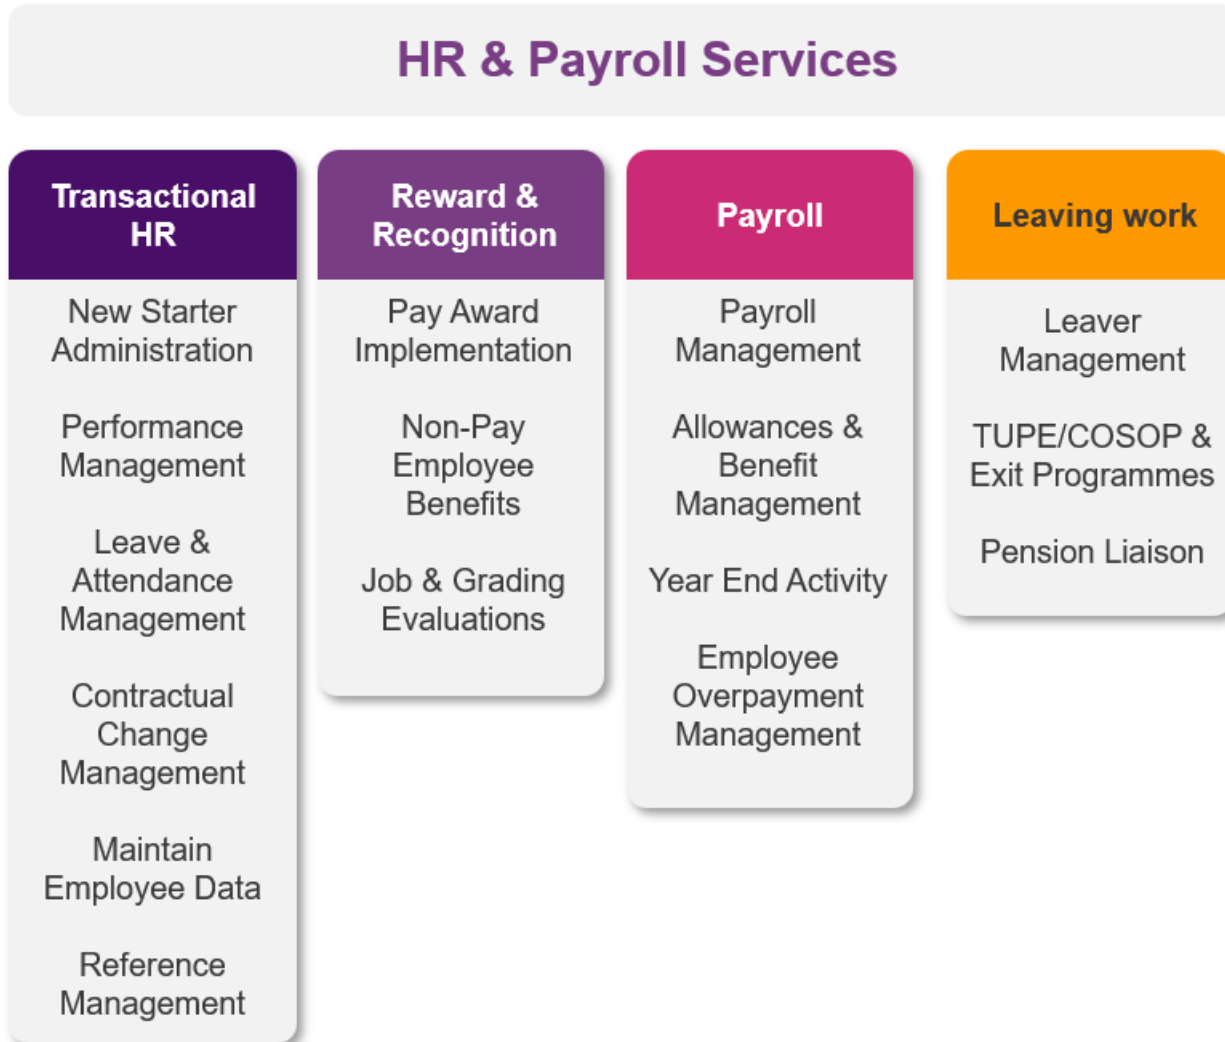 HR & Payroll Services
Transactional
HR
New Starter
Administration
Performance
Management
Leave &
Attendance
Management
Contractual
Change
Management
Maintain
Employee Data
Reference
Management
Reward &
Recognition
Pay Award
Implementation
Non-Pay
Employee
Benefits
Job & Grading
Evaluations
Payroll
Payroll
Management
Allowances &
Benefit
Management
Year End Activity
Employee
Overpayment
Management
Leaving work
Leaver
Management
TUPE/COSOP &
Exit Programmes
Pension Liaison